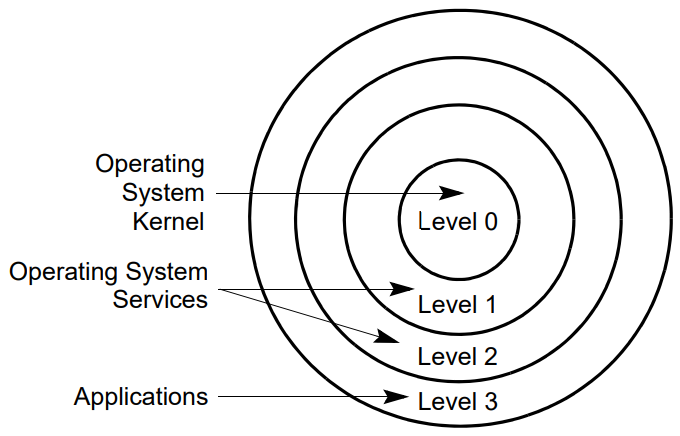 Operating
System
Kernel
Level 0
Operating System
Services
Level 1
Level 2
Applications
Level 3